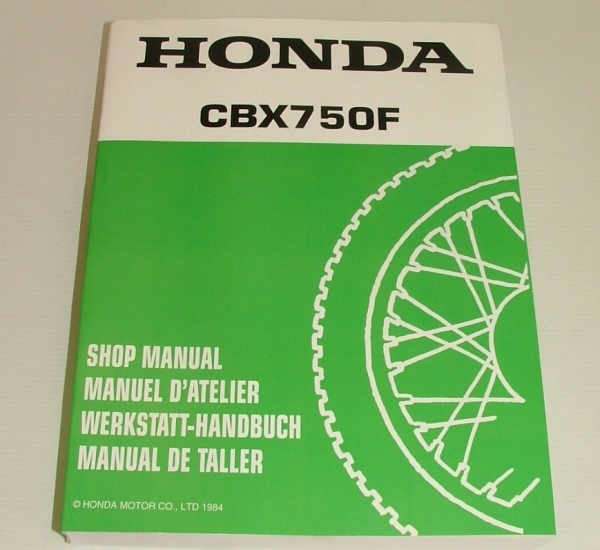 HONDA
CBX750F
SHOP MANUAL
MANUEL D'ATELIER
WERKSTATT-HANDBUCH
MANUAL DE TALLER
© HONDA MOTOR CO., LTD 1984